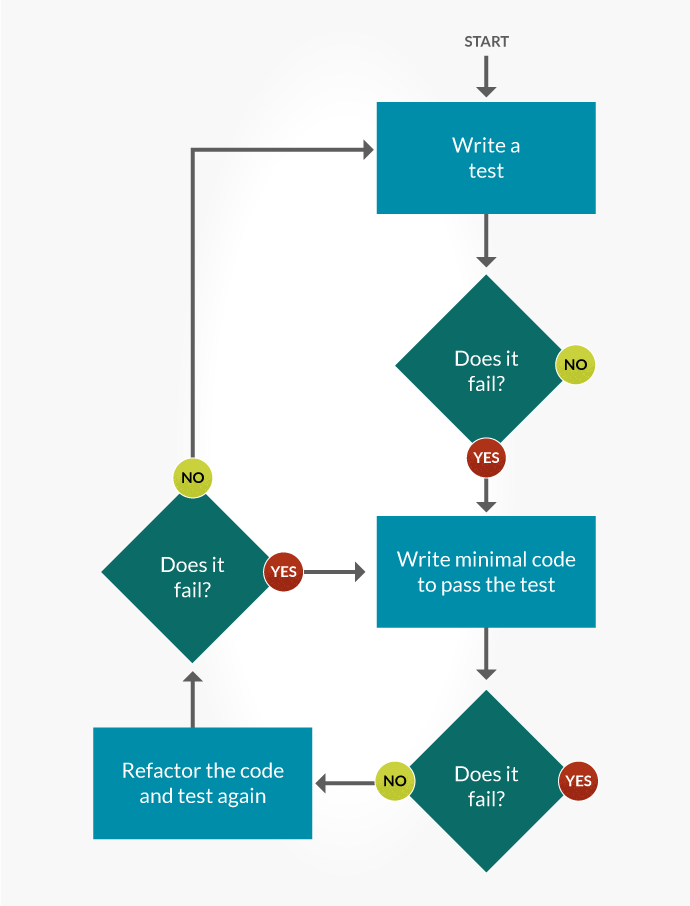 START
Write a
test
Does it
fail?
NO
YES
Write minimal code
to pass the test
Does it
fail?
YES
NO
Refactor the code
and test again
Does it
fail?
YES
NO